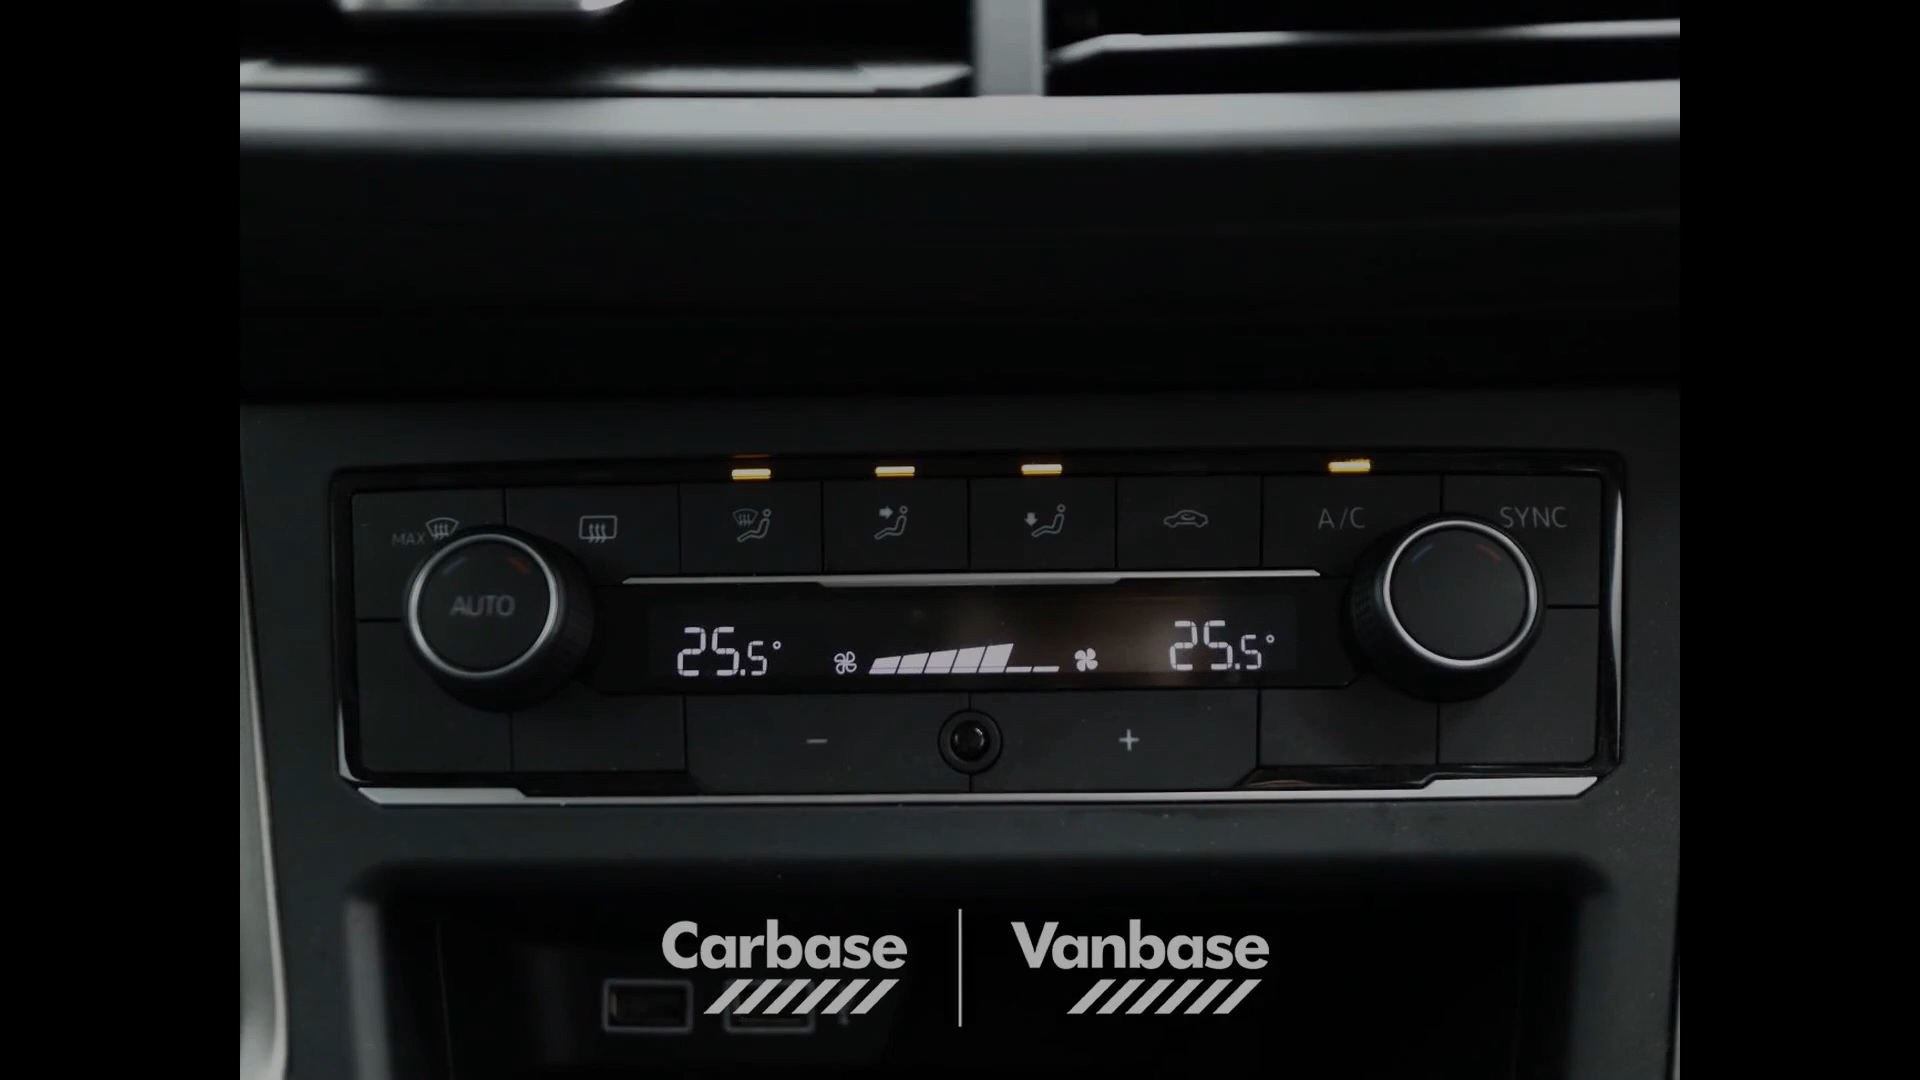 MAX
A/C
SYNC
AUTO
25.5°
25.5°
− +
Carbase
Vanbase